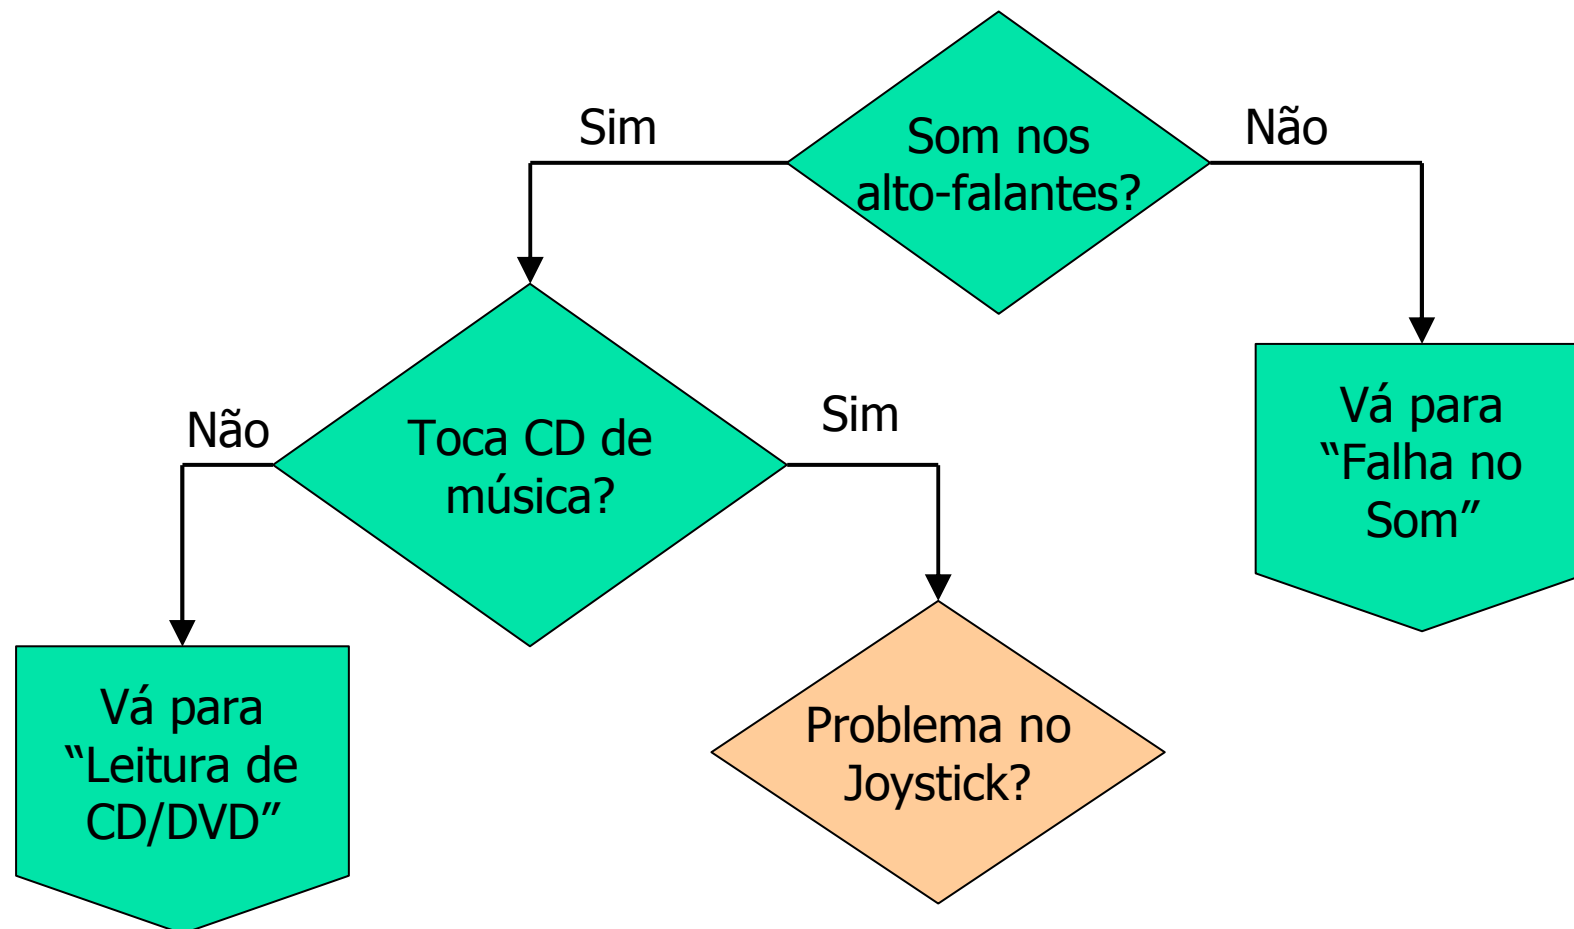 Sim
Som nos
alto-falantes?
Não
Não
Toca CD de
música?
Sim
Vá para
“Falha no
Som”
Vá para
“Leitura de
CD/DVD”
Problema no
Joystick?